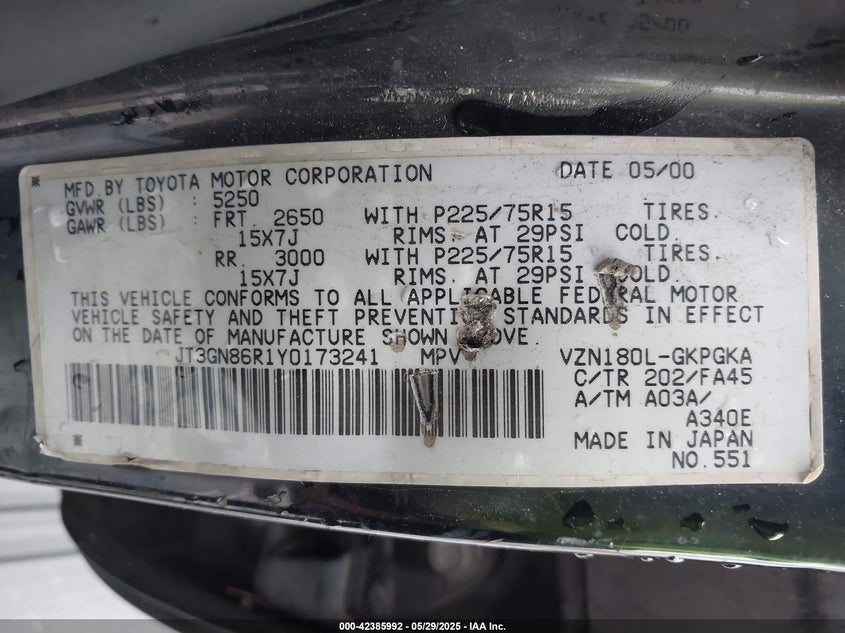 * MFD.BY TOYOTA MOTOR CORPORATION DATE 05/00
GVWR (LBS) : 5250
GAWR (LBS) : FRT. 2650 WITH P225/75R15 TIRES.
15X7J RIMS. AT 29PSI COLD.
RR. 3000 WITH P225/75R15 TIRES.
15X7J RIMS. AT 29PSI COLD.
THIS VEHICLE CONFORMS TO ALL APPLICABLE FEDERAL MOTOR
VEHICLE SAFETY AND THEFT PREVENTION STANDARDS IN EFFECT
ON THE DATE OF MANUFACTURE SHOWN ABOVE.
JT3GN86R1Y0173241 MPV VZN180L-GKPGKA
C/TR 202/FA45
A/TM A03A/
A340E
* MADE IN JAPAN
NO.551
000-42385992 - 05/29/2025 - IAA Inc.